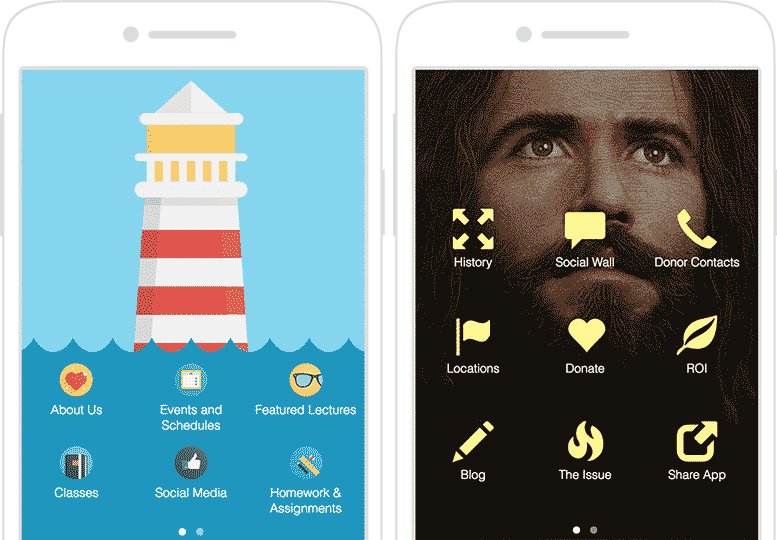 About Us
Events and
Schedules
Featured Lectures
Classes
Social Media
Homework &
Assignments
History
Social Wall
Donor Contacts
Locations
Donate
ROI
Blog
The Issue
Share App